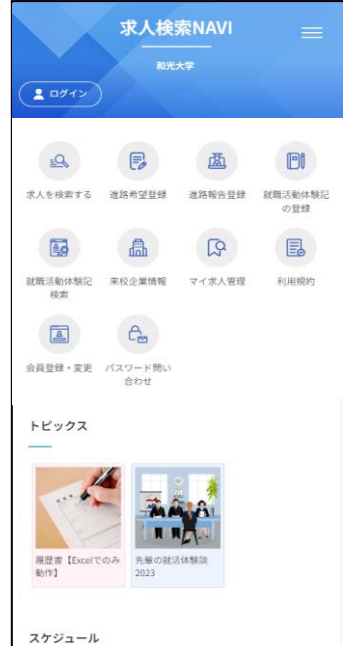 求人検索NAVI
和光大学
ログイン
求人を検索する
進路希望登録
進路報告登録
就職活動体験記
の登録
就職活動体験記
検索
来校企業情報
マイ求人管理
利用規約
会員登録・変更
パスワード問い
合わせ
トピックス
履歴書【Excelでのみ
動作】
先輩の就活体験談
2023
スケジュール